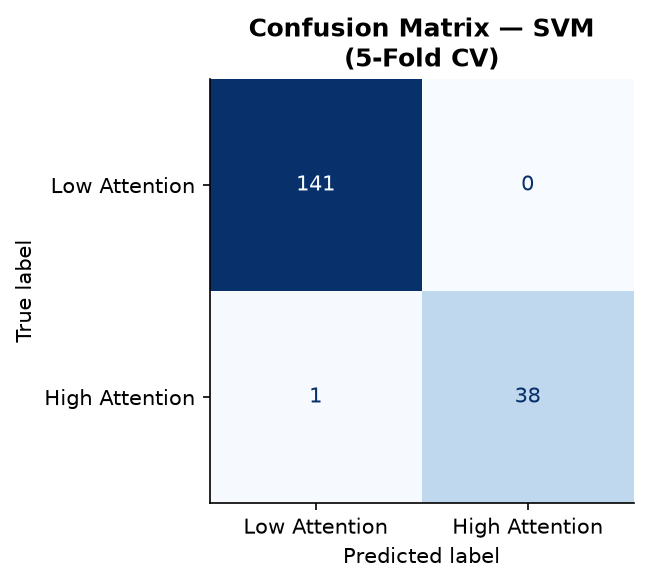 Confusion Matrix — SVM
(5-Fold CV)
True label
Low Attention
141
0
High Attention
1
38
Low Attention
High Attention
Predicted label